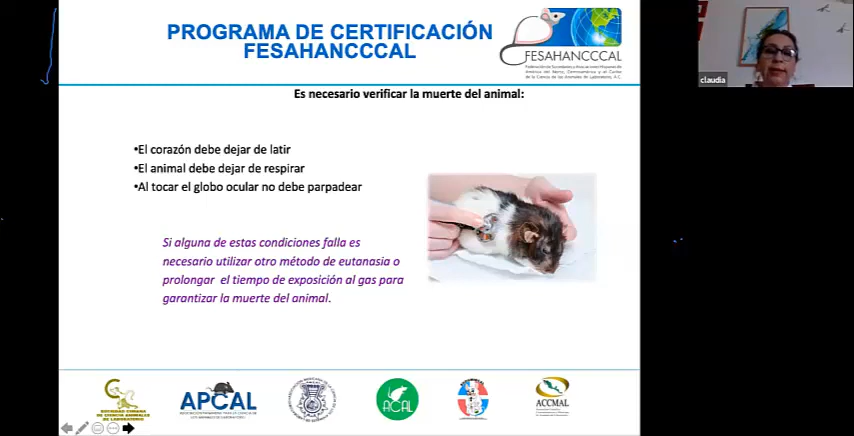 PROGRAMA DE CERTIFICACIÓN
FESAHANCCCAL
FESAHANCCCAL
Es necesario verificar la muerte del animal:
•El corazón debe dejar de latir
•El animal debe dejar de respirar
•Al tocar el globo ocular no debe parpadear
Si alguna de estas condiciones falla es
necesario utilizar otro método de eutanasia o
prolongar el tiempo de exposición al gas para
garantizar la muerte del animal.
claudia
APCAL
ACAL
ACCMAL